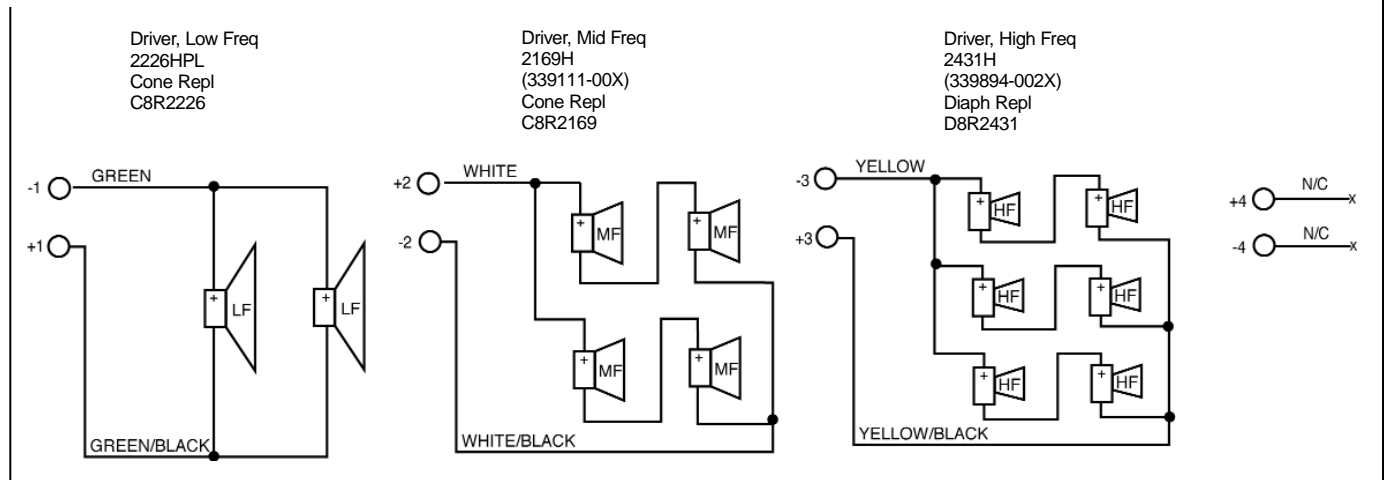 Driver, Low Freq
2226HPL
Cone Repl
C8R2226
Driver, Mid Freq
2169H
(339111-00X)
Cone Repl
C8R2169
Driver, High Freq
2431H
(339894-002X)
Diaph Repl
D8R2431
-1
GREEN
+1
+
LF
+
LF
GREEN/BLACK
+2
WHITE
-2
+
MF
+
MF
+
MF
+
MF
WHITE/BLACK
-3
YELLOW
+3
+
HF
+
HF
+
HF
+
HF
+
HF
+
HF
YELLOW/BLACK
+4
N/C
x
-4
N/C
x